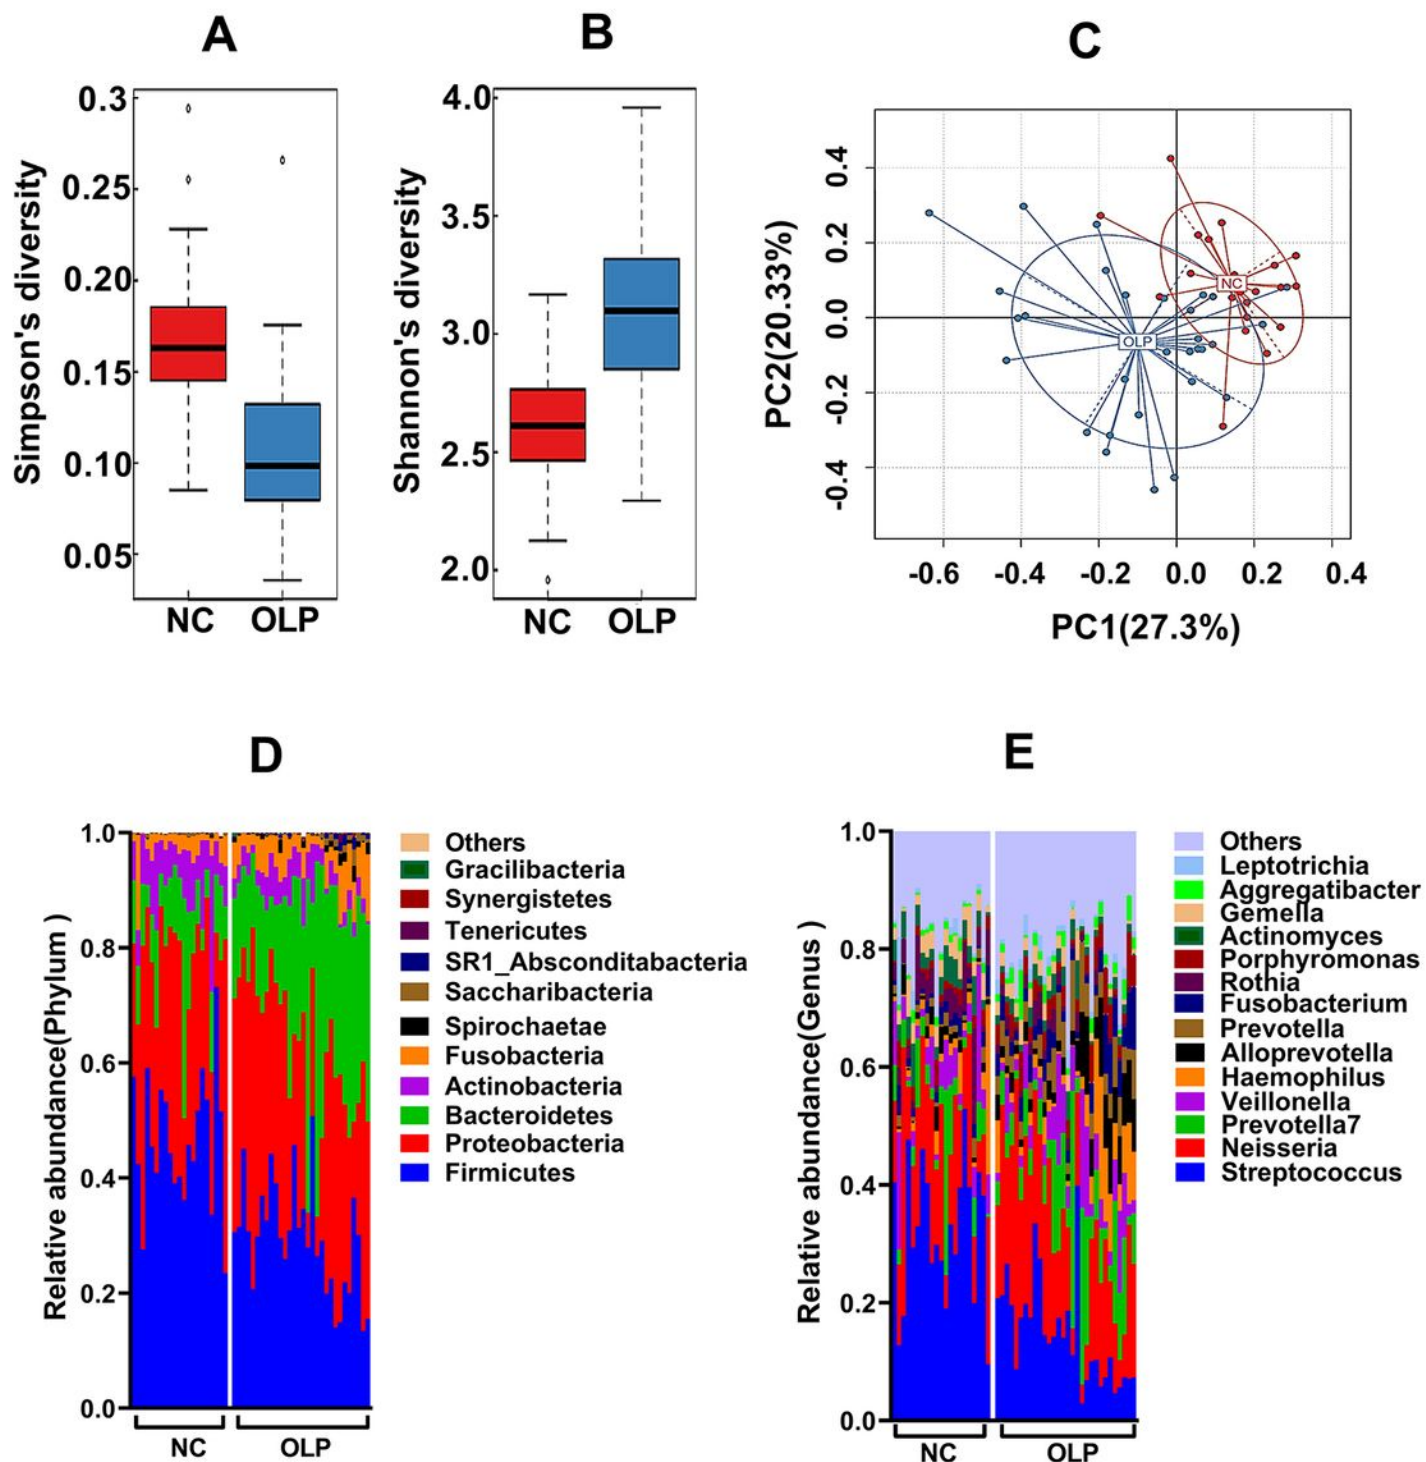 A
B
C
Simpson's diversity
0.3
0.25
0.20
0.15
0.10
0.05
NC OLP
Shannon's diversity
4.0
3.5
3.0
2.5
2.0
NC OLP
PC2(20.33%)
0.4
0.2
0.0
-0.2
-0.4
NC
OLP
-0.6 -0.4 -0.2 0.0 0.2 0.4
PC1(27.3%)
D
E
Relative abundance(Phylum )
1.0
0.8
0.6
0.4
0.2
0.0
NC OLP
Others
Gracilibacteria
Synergistetes
Tenericutes
SR1_Absconditabacteria
Saccharibacteria
Spirochaetae
Fusobacteria
Actinobacteria
Bacteroidetes
Proteobacteria
Firmicutes
Relative abundance(Genus )
1.0
0.8
0.6
0.4
0.2
0.0
NC OLP
Others
Leptotrichia
Aggregatibacter
Gemella
Actinomyces
Porphyromonas
Rothia
Fusobacterium
Prevotella
Alloprevotella
Haemophilus
Veillonella
Prevotella7
Neisseria
Streptococcus